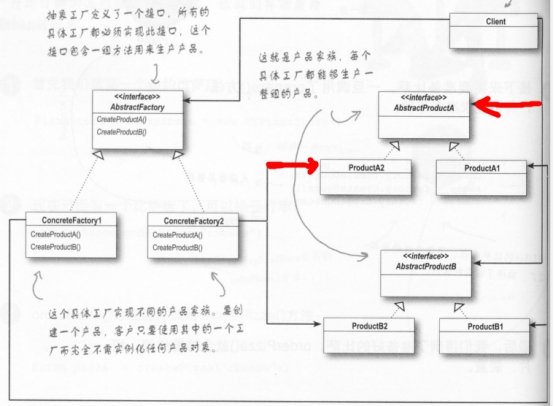 抽象工厂定义了一个接口，所有的
具体工厂都必须实现此接口，这个
接口包含一组方法用来生产产品。
Client
这就是产品家族，每个
具体工厂都能够生产一
整组的产品。
<<interface>>
AbstractFactory
CreateProductA()
CreateProductB()
<<interface>>
AbstractProductA
ProductA2
ProductA1
ConcreteFactory1
CreateProductA()
CreateProductB()
ConcreteFactory2
CreateProductA()
CreateProductB()
<<interface>>
AbstractProductB
这个具体工厂实现不同的产品家族。要创
建一个产品，客户只要使用其中的一个工
厂而完全不需实例化任何产品对象。
ProductB2
ProductB1